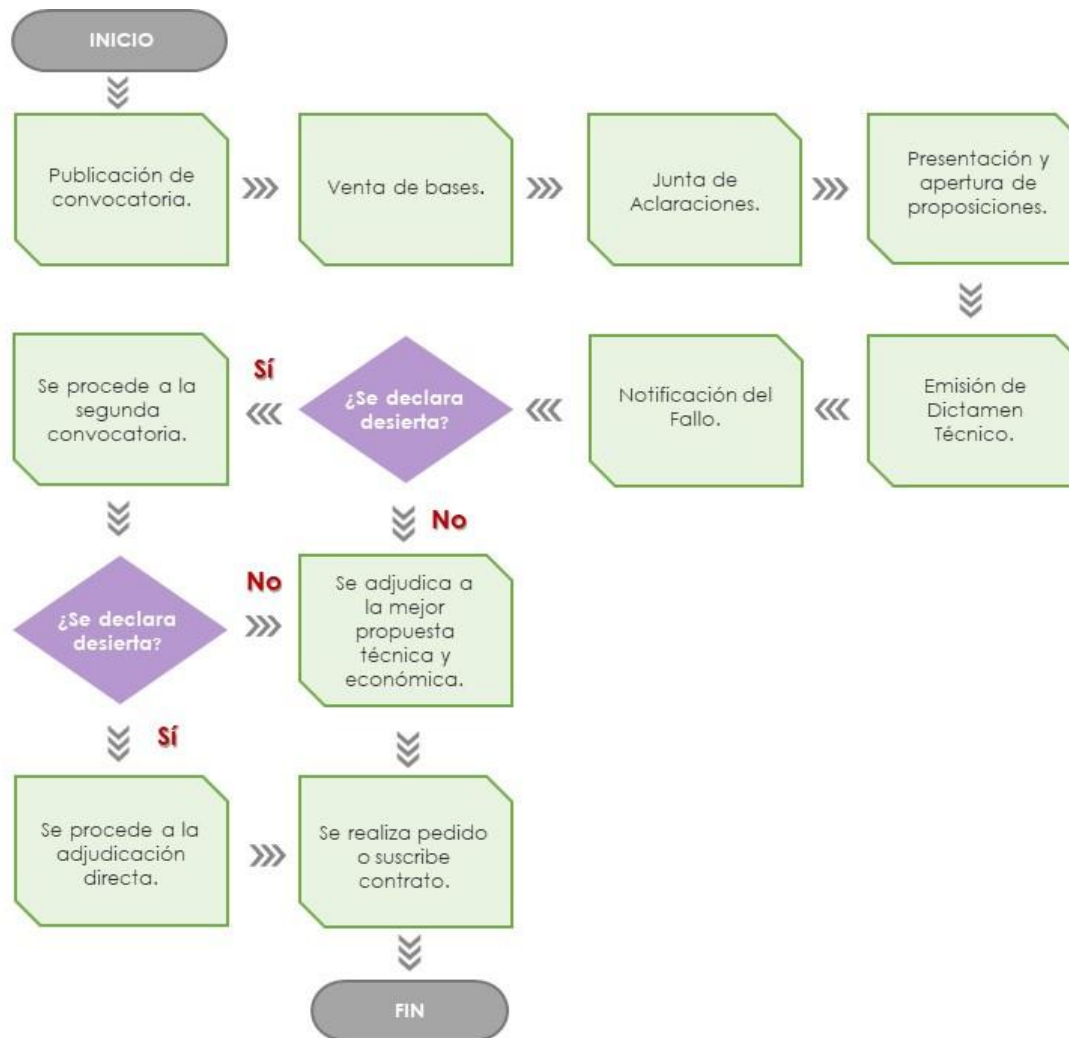 INICIO
Publicación de
convocatoria.
Venta de bases.
Junta de
Aclaraciones.
Presentación y
apertura de
proposiciones.
Emisión de
Dictamen
Técnico.
Notificación del
Fallo.
¿Se declara
desierta?
Sí
Se procede a la
segunda
convocatoria.
No
¿Se declara
desierta?
No
Se adjudica a
la mejor
propuesta
técnica y
económica.
Sí
Se procede a la
adjudicación
directa.
Se realiza pedido
o suscribe
contrato.
FIN